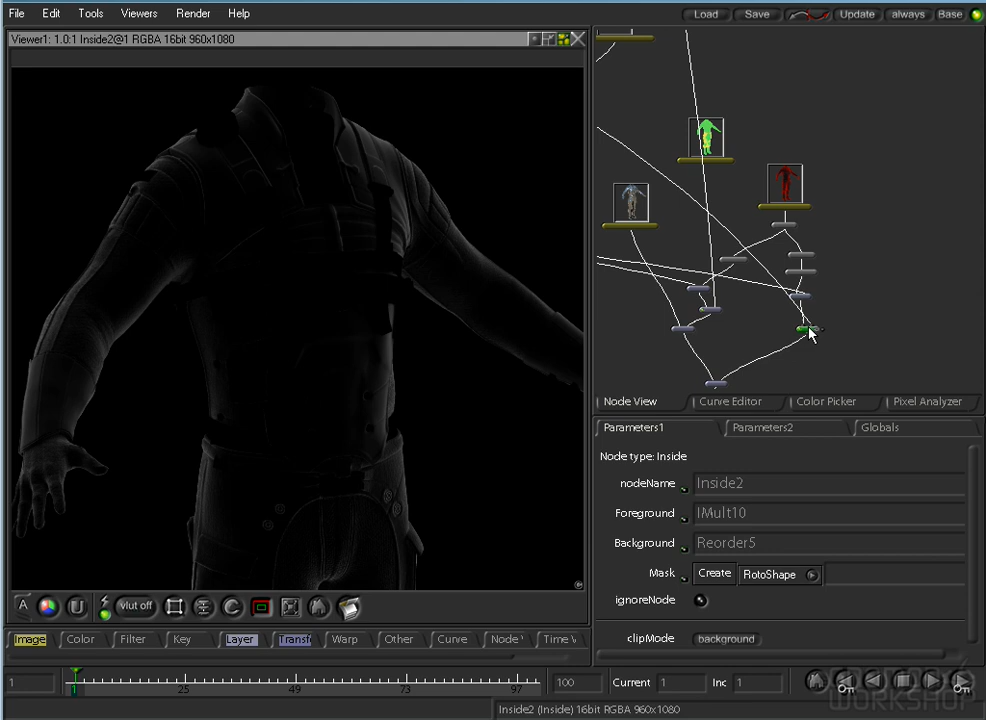 File Edit Tools Viewers Render Help Load Save Update always Base
Viewer1: 1.0:1 Inside2@1 RGBA 16bit 960x1080
Node View Curve Editor Color Picker Pixel Analyzer
Parameters1 Parameters2 Globals
Node type: Inside
nodeName Inside2
Foreground IMult10
Background Reorder5
Mask Create RotoShape
ignoreNode
clipMode background
A U vlut off
Image Color Filter Key Layer Transf Warp Other Curve Node Time V
1 1 25 49 73 97 100 Current 1 Inc 1
WORKSHOP
Inside2 (Inside) 16bit RGBA 960x1080